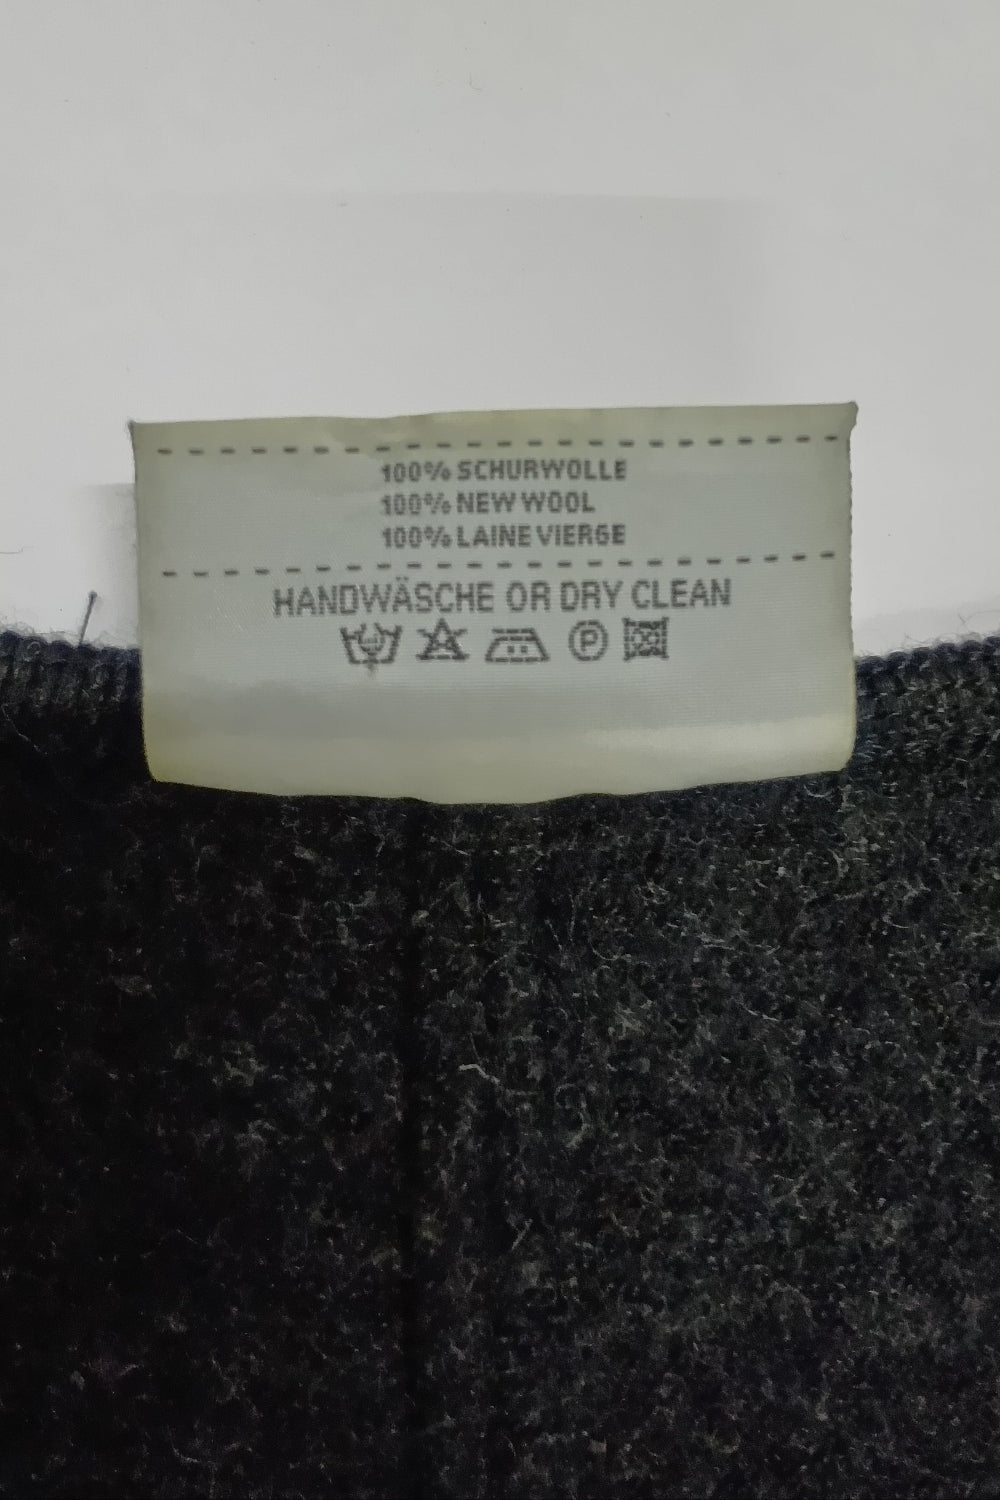 100% SCHURWOLLE
100% NEW WOOL
100% LAINE VIERGE
HANDWÄSCHE OR DRY CLEAN
P